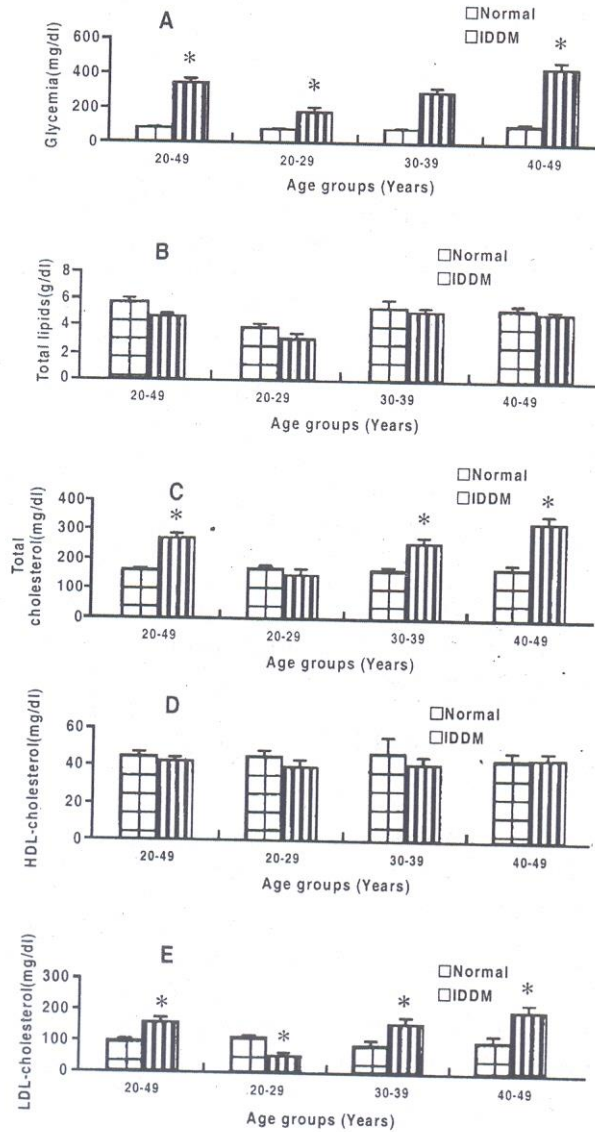 A
Normal
IDDM
Glycemia(mg/dl)
600
400
200
0
*
*
*
20-49
20-29
30-39
40-49
Age groups (Years)
B
Normal
IDDM
Total lipids(g/dl)
8
6
4
2
0
20-49
20-29
30-39
40-49
Age groups (Years)
C
Normal
IDDM
Total
cholesterol(mg/dl)
400
300
200
100
0
*
*
*
20-49
20-29
30-39
40-49
Age groups (Years)
D
Normal
IDDM
HDL-cholesterol(mg/dl)
60
40
20
0
20-49
20-29
30-39
40-49
Age groups (Years)
E
Normal
IDDM
LDL-cholesterol(mg/dl)
300
200
100
0
*
*
*
*
20-49
20-29
30-39
40-49
Age groups (Years)